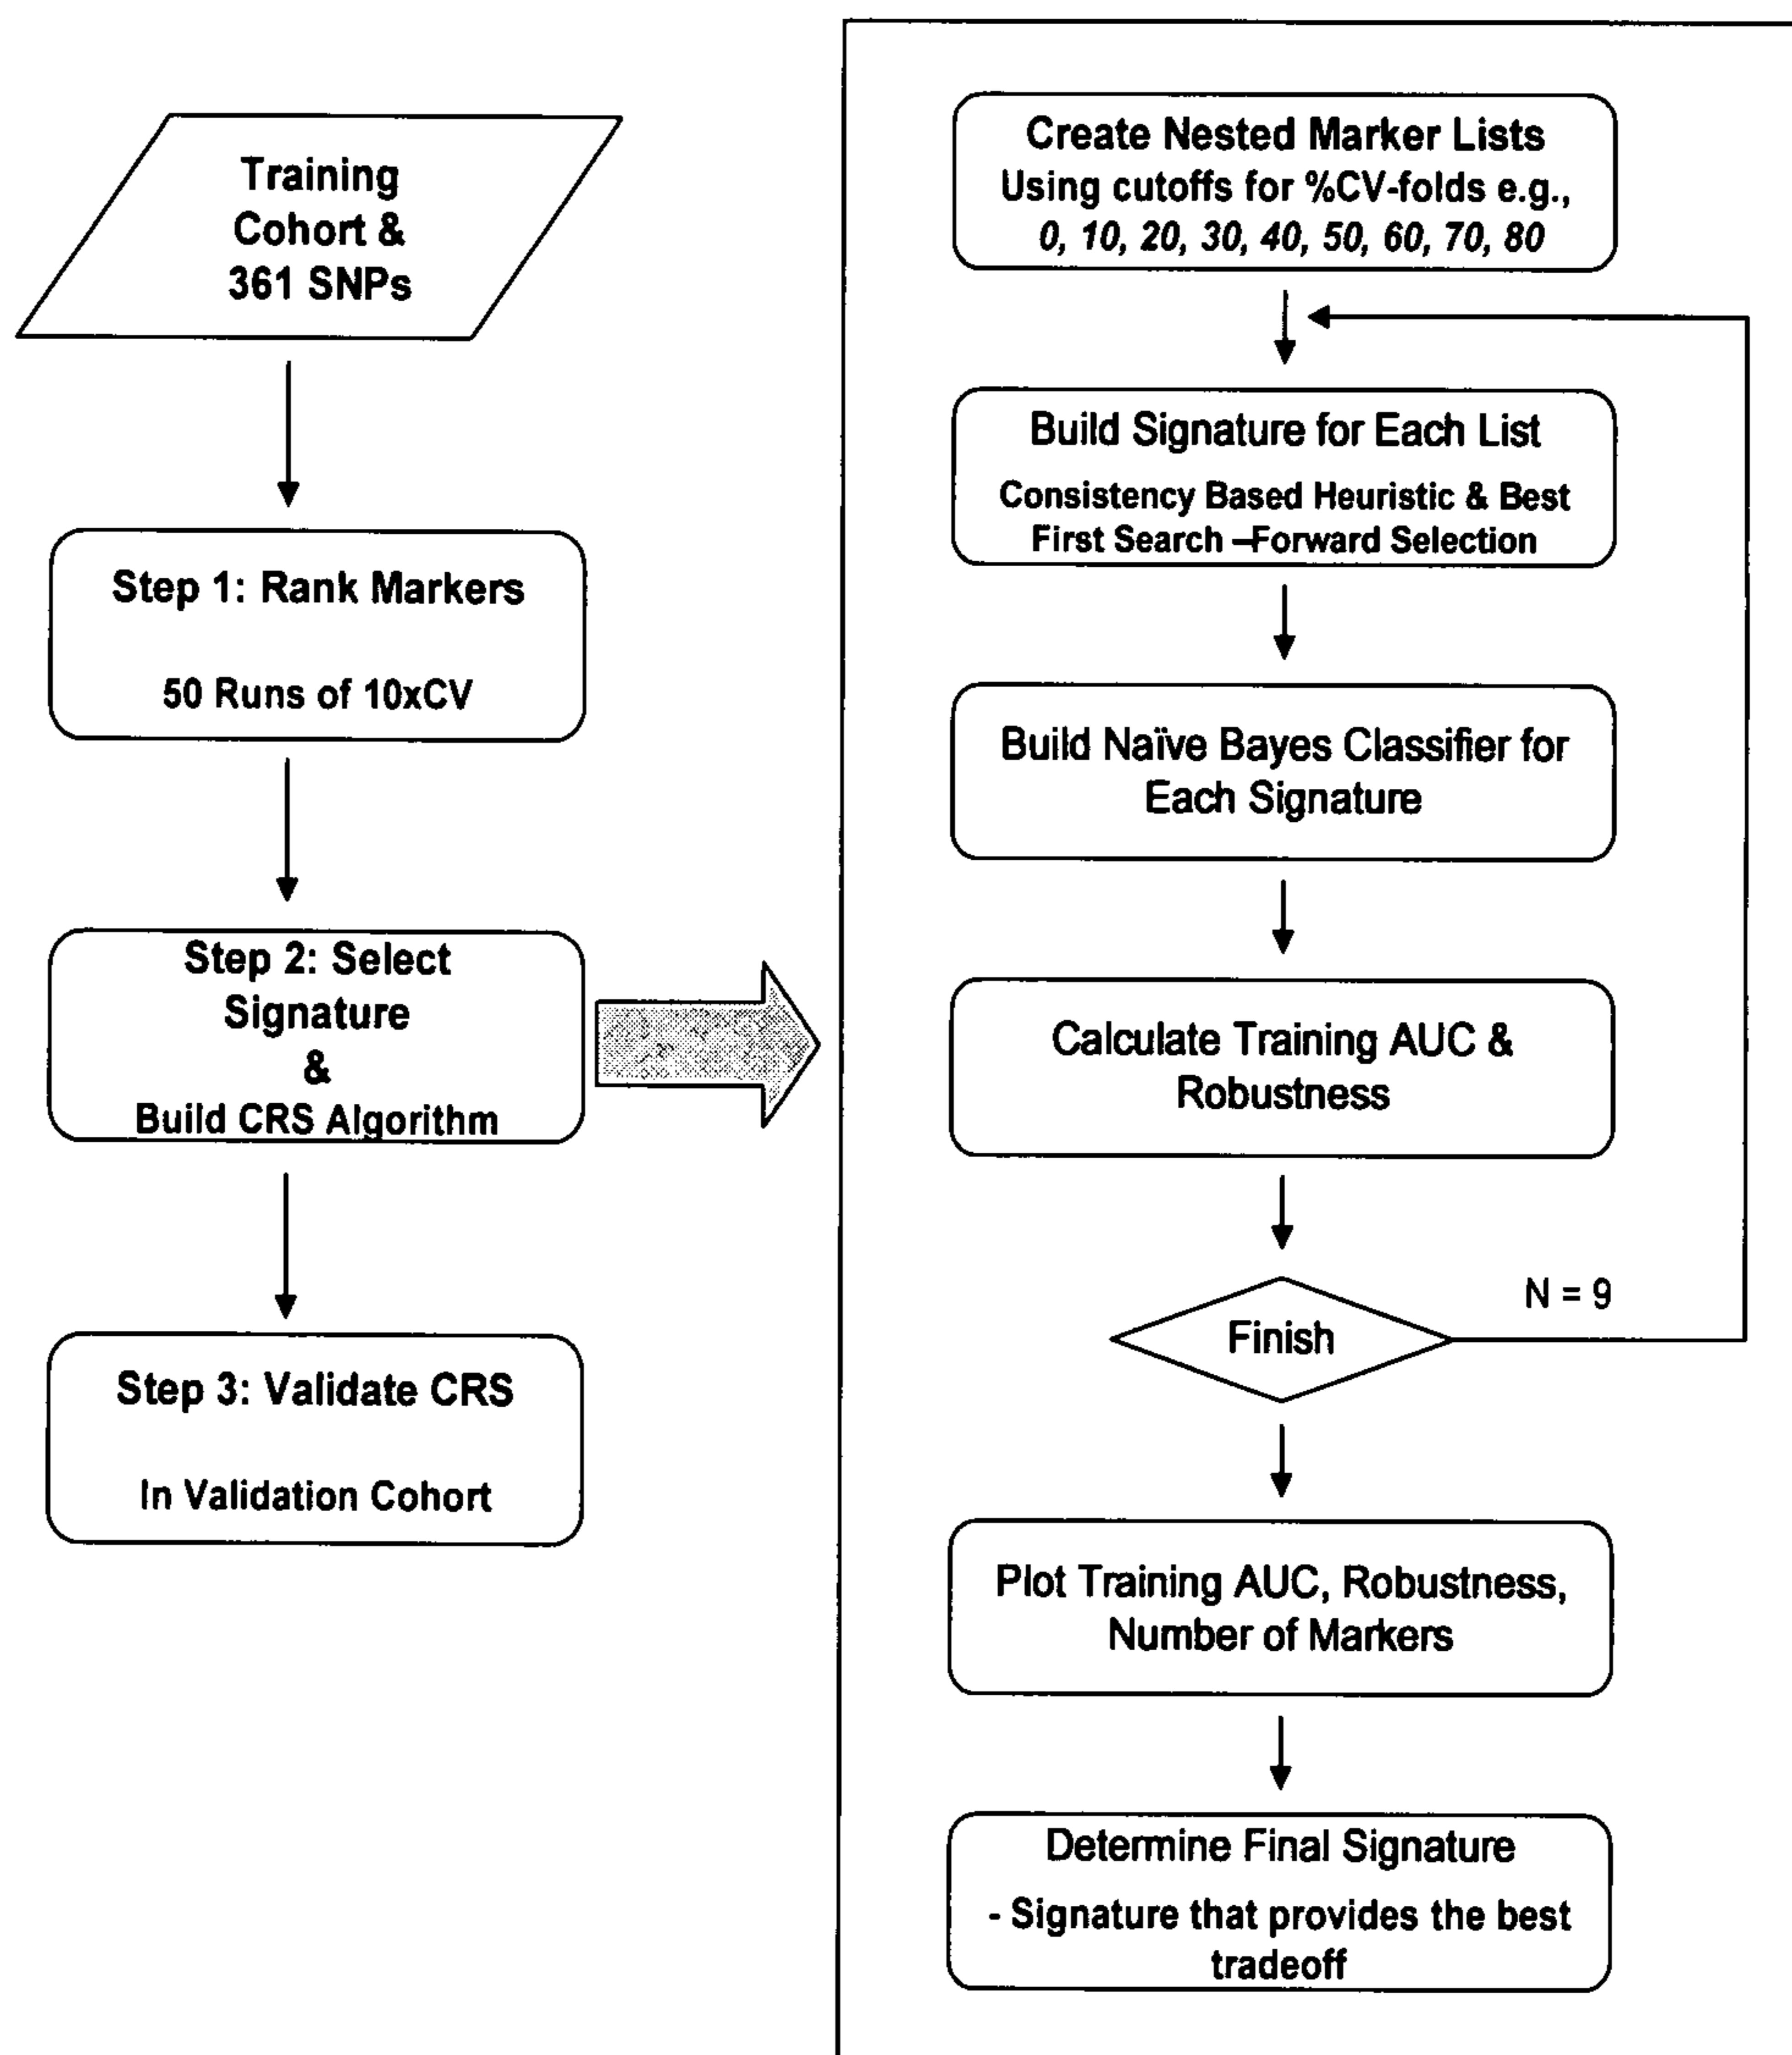 Training
Cohort &
361 SNPs
Step 1: Rank Markers
50 Runs of 10xCV
Step 2: Select
Signature
&
Build CRS Algorithm
Step 3: Validate CRS
In Validation Cohort
Create Nested Marker Lists
Using cutoffs for %CV-folds e.g.,
0, 10, 20, 30, 40, 50, 60, 70, 80
Build Signature for Each List
Consistency Based Heuristic & Best
First Search –Forward Selection
Build Naïve Bayes Classifier for
Each Signature
Calculate Training AUC &
Robustness
N = 9
Finish
Plot Training AUC, Robustness,
Number of Markers
Determine Final Signature
- Signature that provides the best
tradeoff